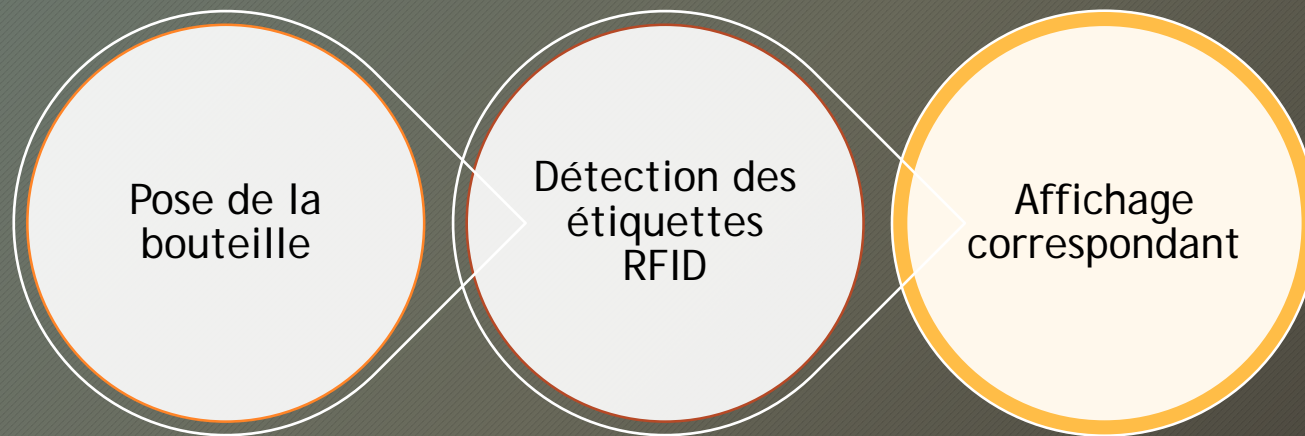 Pose de la
bouteille
Détection des
étiquettes
RFID
Affichage
correspondant